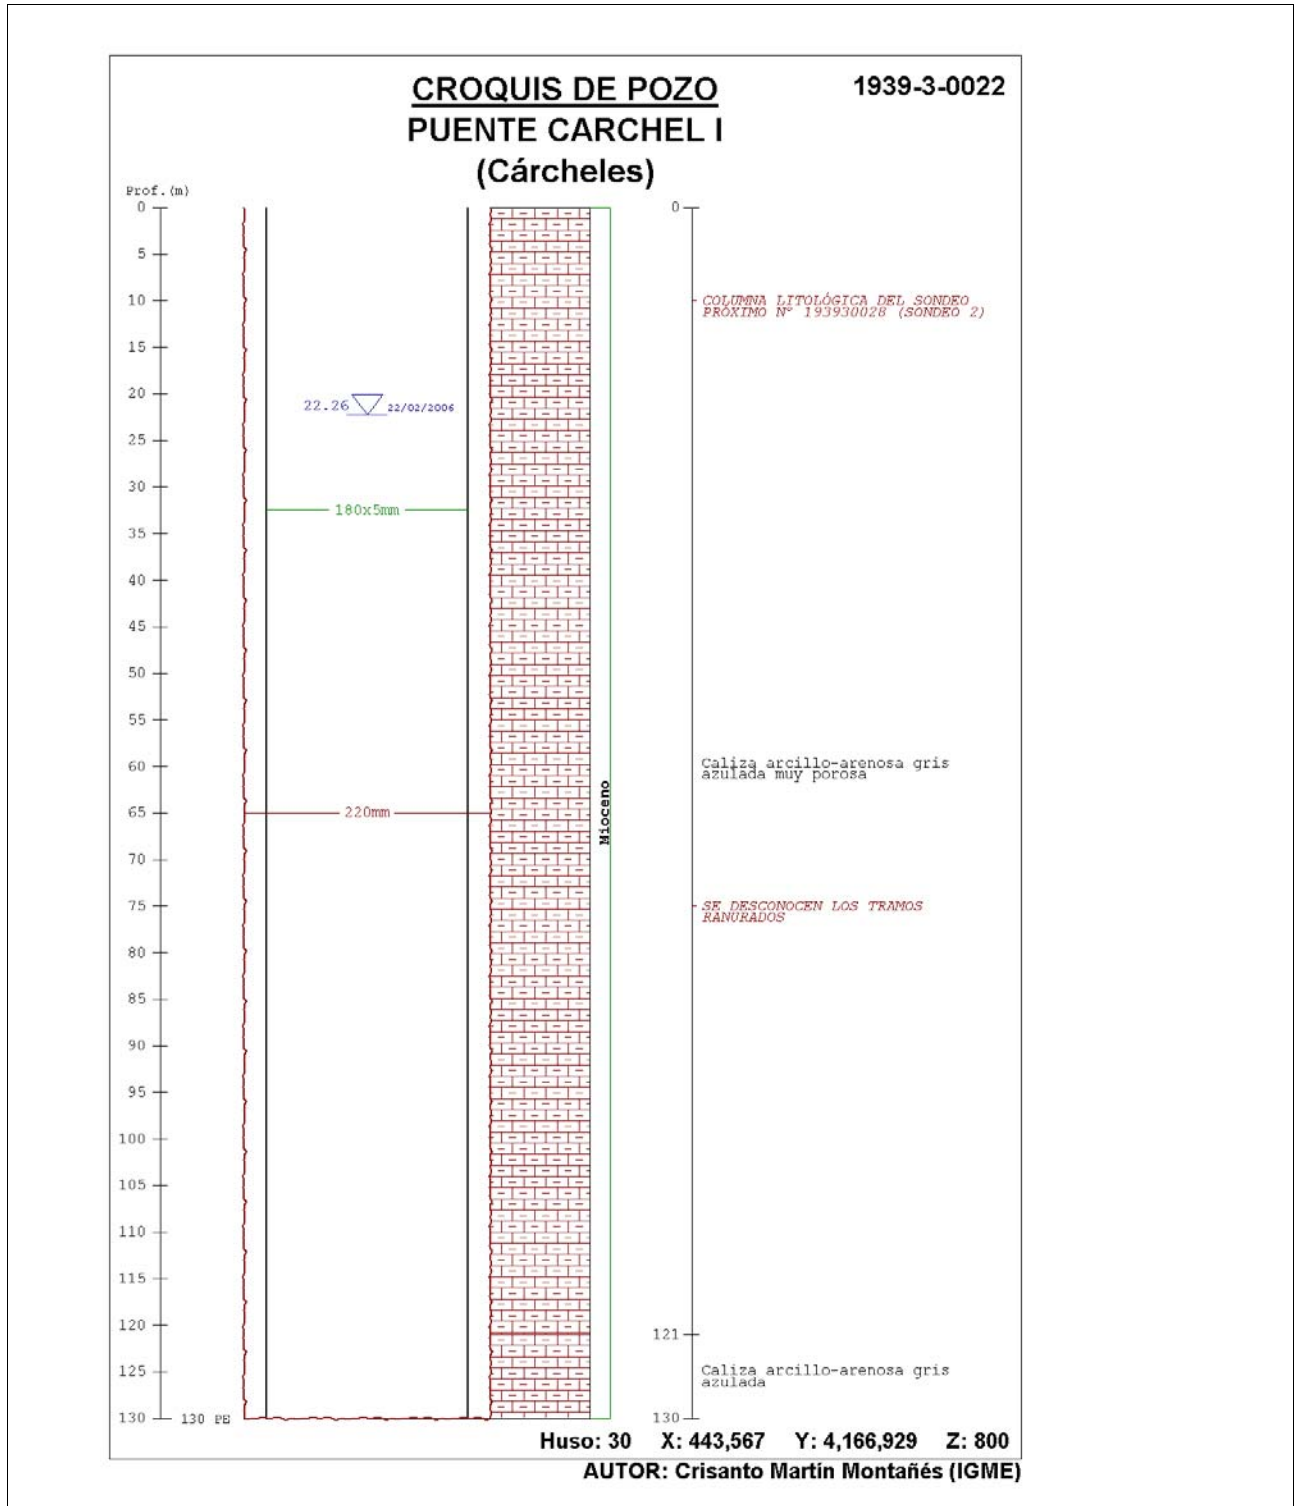 CROQUIS DE POZO
1939-3-0022
PUENTE CARCHEL I
(Cárcheles)
Prof.(m)
0
5
10
15
20
25
30
35
40
45
50
55
60
65
70
75
80
85
90
95
100
105
110
115
120
125
130
130 PE
22.26
22/02/2006
180x5mm
220mm
Mioceno
0
COLUMNA LITOLÓGICA DEL SONDEO
PRÓXIMO Nº 193930028 (SONDEO 2)
Caliza arcillo-arenosa gris
azulada muy porosa
SE DESCONOCEN LOS TRAMOS
RANURADOS
121
Caliza arcillo-arenosa gris
azulada
130
Huso: 30 X: 443,567 Y: 4,166,929 Z: 800
AUTOR: Crisanto Martín Montañés (IGME)